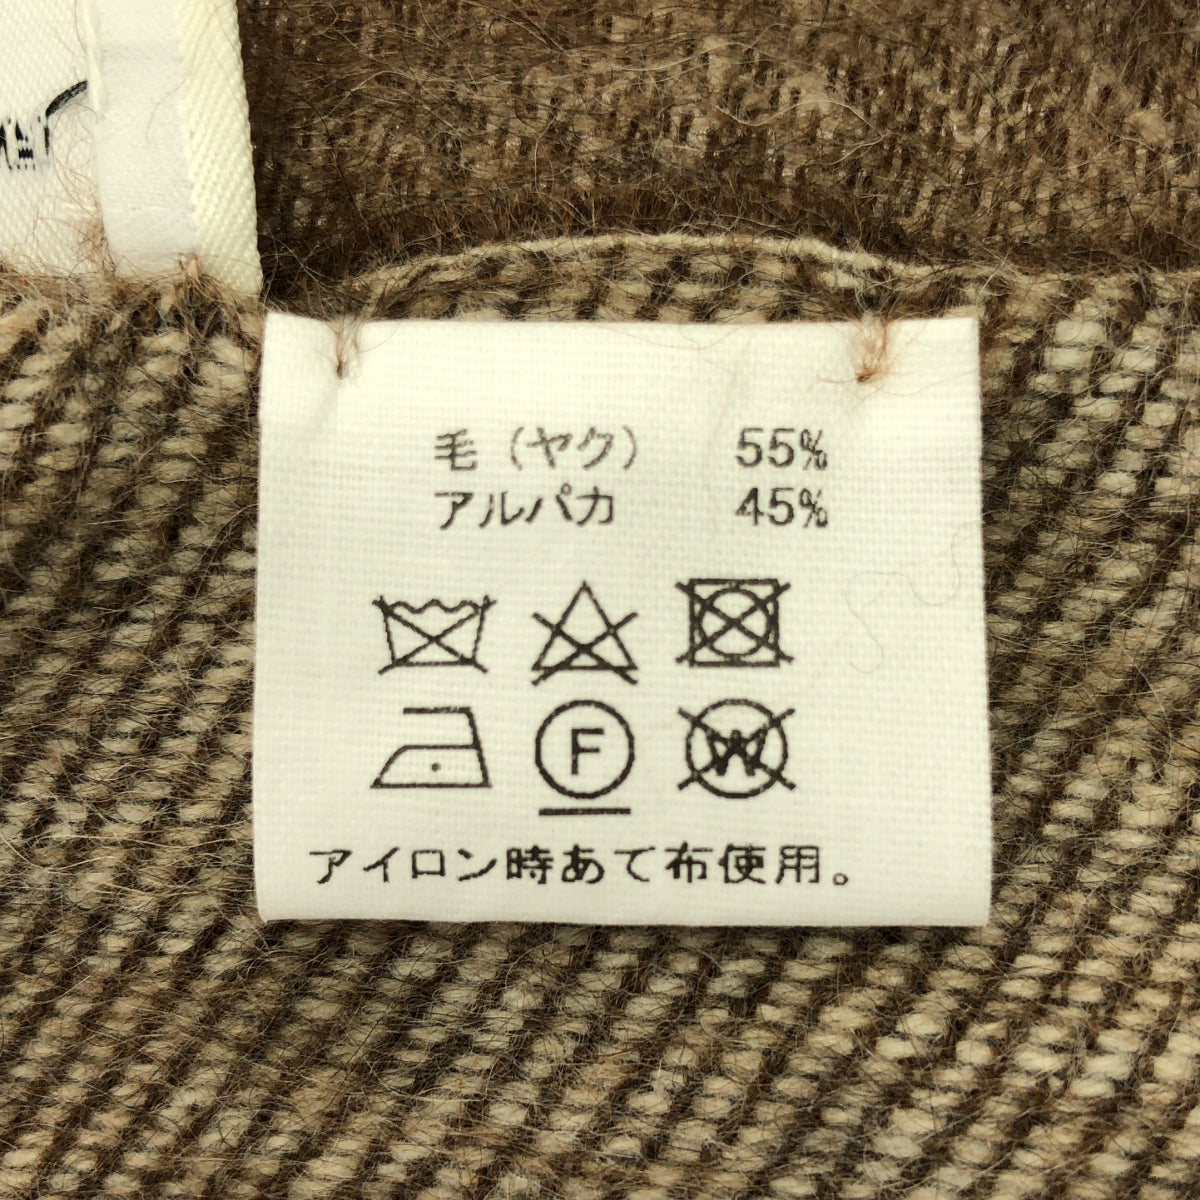 毛（ヤク） 55%
アルパカ 45%
F W
アイロン時あて布使用。